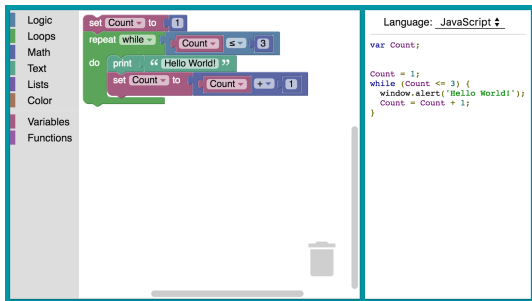 Logic
Loops
Math
Text
Lists
Color
Variables
Functions
set Count to 1
repeat while Count ≤ 3
do print “ Hello World! ”
set Count to Count + 1
Language: JavaScript
var Count;
Count = 1;
while (Count <= 3) {
window.alert('Hello World!');
Count = Count + 1;
}